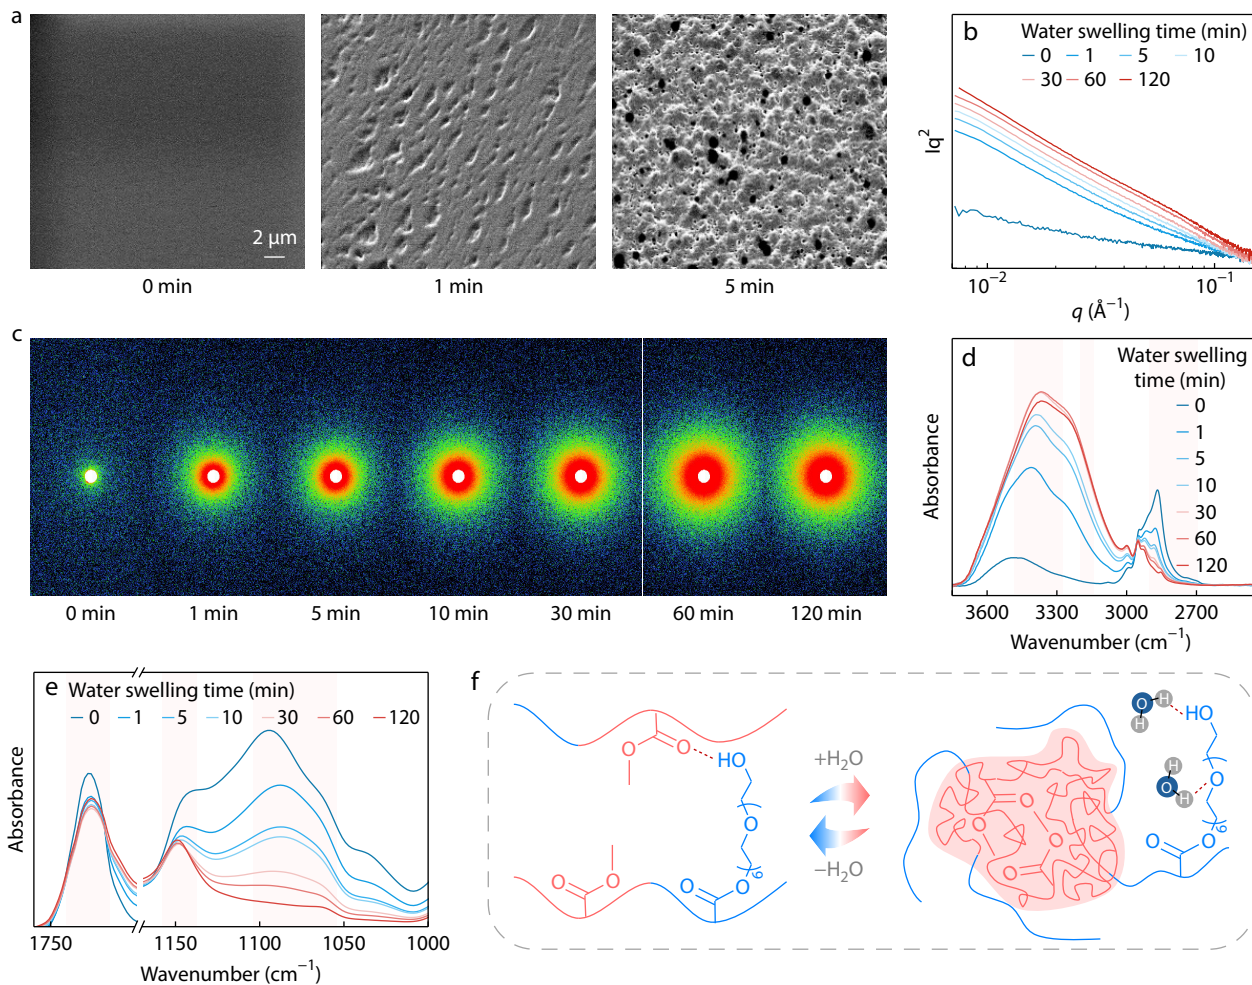 a
2 μm
0 min
1 min
5 min
b
Water swelling time (min)
0 1 5 10
30 60 120
Iq²
10⁻² 10⁻¹
q (Å⁻¹)
c
0 min
1 min
5 min
10 min
30 min
60 min
120 min
d
Water swelling
time (min)
0
1
5
10
30
60
120
Absorbance
3600 3300 3000 2700
Wavenumber (cm⁻¹)
e
Water swelling time (min)
0 1 5 10 30 60 120
Absorbance
1750 1150 1100 1050 1000
Wavenumber (cm⁻¹)
f
O
O
HO
O
9
O
O
O
O
+H₂O
−H₂O
O
O
O
O
O
H
H
HO
H
O
H
O
9
O
O